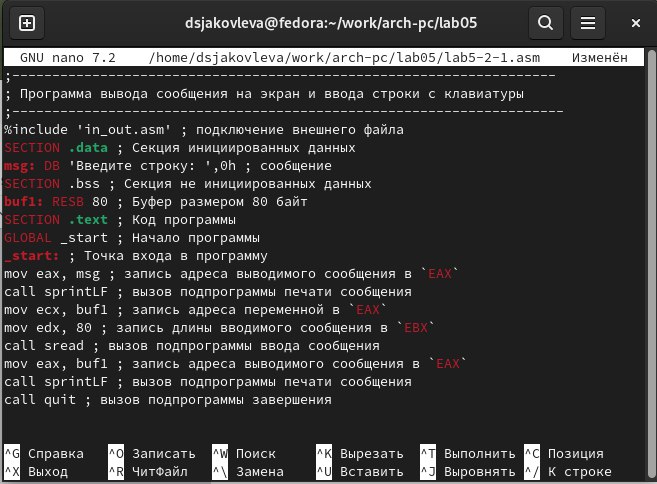 dsjakovleva@fedora:~/work/arch-pc/lab05
GNU nano 7.2 /home/dsjakovleva/work/arch-pc/lab05/lab5-2-1.asm Изменён
;--------------------------------------------------------------------
; Программа вывода сообщения на экран и ввода строки с клавиатуры
;---------------------------------------------------------------------
%include 'in_out.asm' ; подключение внешнего файла
SECTION .data ; Секция инициированных данных
msg: DB 'Введите строку: ',0h ; сообщение
SECTION .bss ; Секция не инициированных данных
buf1: RESB 80 ; Буфер размером 80 байт
SECTION .text ; Код программы
GLOBAL _start ; Начало программы
_start: ; Точка входа в программу
mov eax, msg ; запись адреса выводимого сообщения в `EAX`
call sprintLF ; вызов подпрограммы печати сообщения
mov ecx, buf1 ; запись адреса переменной в `EAX`
mov edx, 80 ; запись длины вводимого сообщения в `EBX`
call sread ; вызов подпрограммы ввода сообщения
mov eax, buf1 ; запись адреса выводимого сообщения в `EAX`
call sprintLF ; вызов подпрограммы печати сообщения
call quit ; вызов подпрограммы завершения
^G Справка ^O Записать ^W Поиск ^K Вырезать ^T Выполнить ^C Позиция
^X Выход ^R ЧитФайл ^\ Замена ^U Вставить ^J Выровнять ^/ К строке